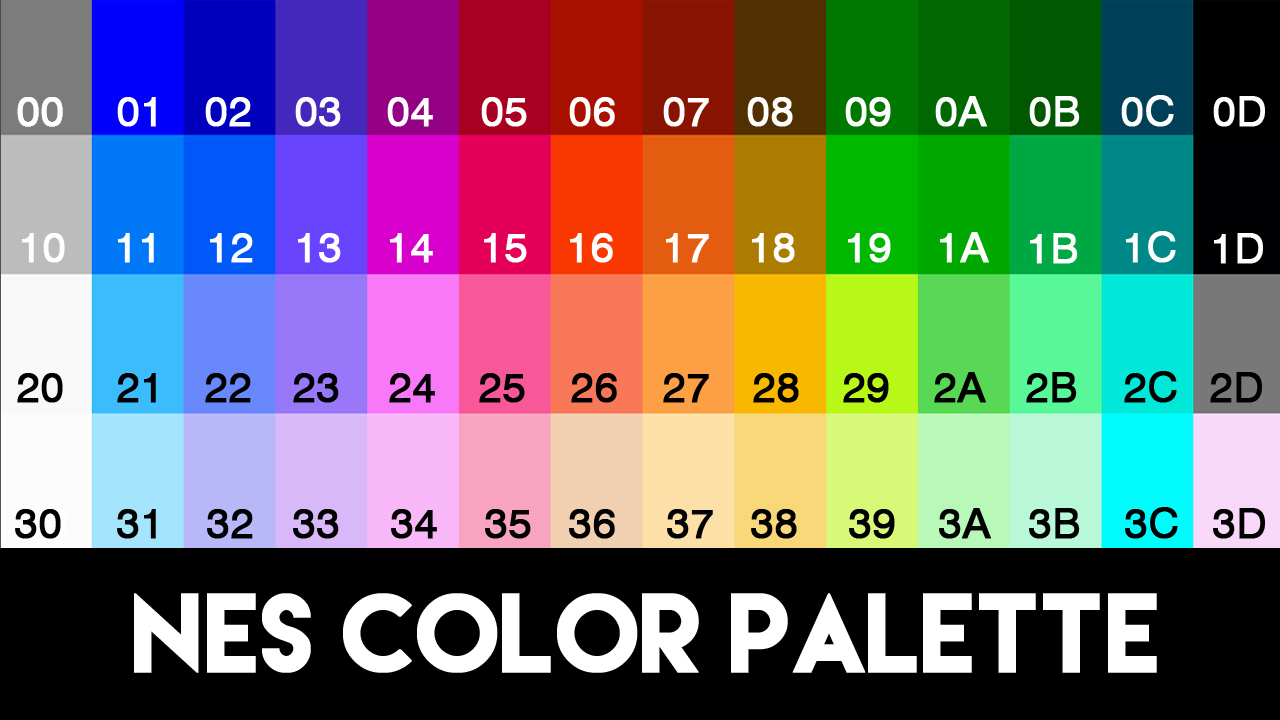 00 01 02 03 04 05 06 07 08 09 0A 0B 0C 0D
10 11 12 13 14 15 16 17 18 19 1A 1B 1C 1D
20 21 22 23 24 25 26 27 28 29 2A 2B 2C 2D
30 31 32 33 34 35 36 37 38 39 3A 3B 3C 3D
NES COLOR PALETTE